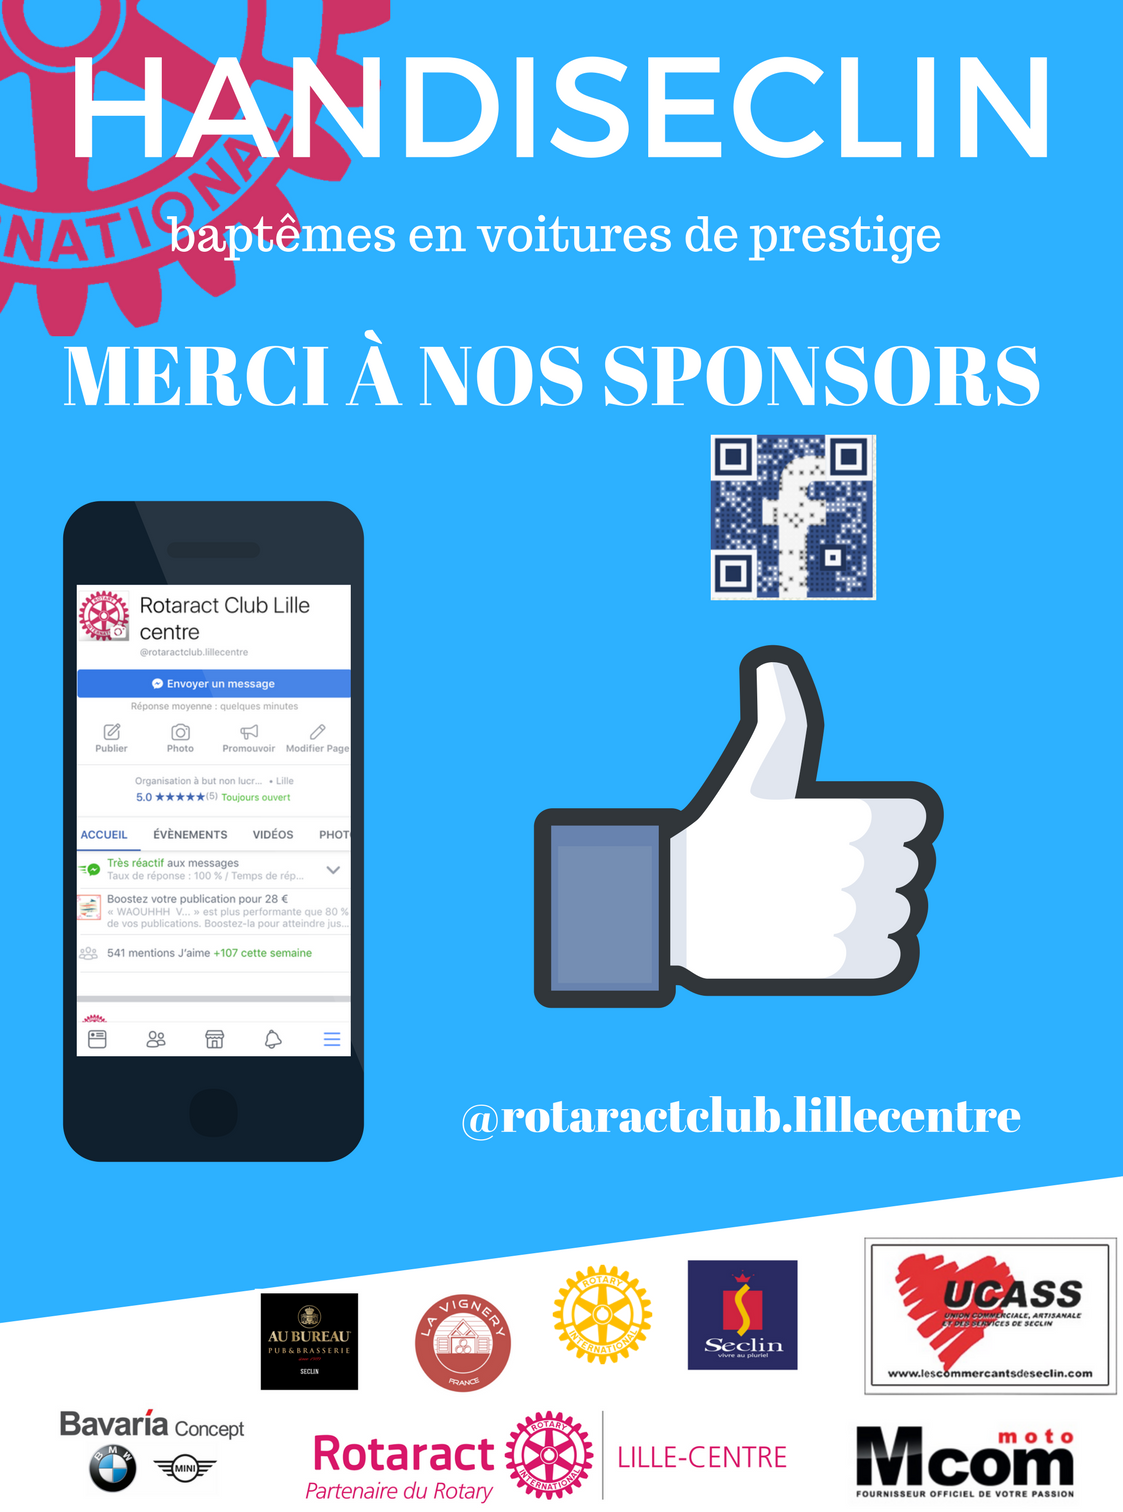 HANDISECLIN
NATIONAL
baptêmes en voitures de prestige
MERCI À NOS SPONSORS
Rotaract Club Lille
centre
@rotaractclub.lillecentre
Envoyer un message
Réponse moyenne : quelques minutes
Publier Photo Promouvoir Modifier Page
Organisation à but non lucr... • Lille
5.0 ★★★★★(5) Toujours ouvert
ACCUEIL ÉVÈNEMENTS VIDÉOS PHOT
Très réactif aux messages
Taux de réponse : 100 % / Temps de rép...
Boostez votre publication pour 28 €
« WAOUHHH V... » est plus performante que 80 %
de vos publications. Boostez-la pour atteindre jus...
541 mentions J'aime +107 cette semaine
@rotaractclub.lillecentre
AU BUREAU
PUB & BRASSERIE
SECLIN
LA VIGNERY
FRANCE
ROTARY
INTERNATIONAL
Seclin
vivre au pluriel
UCASS
UNION COMMERCIALE, ARTISANALE
ET DES SERVICES DE SECLIN
www.lescommercantsdeseclin.com
Bavaria Concept
BMW
MINI
Rotaract
Partenaire du Rotary
ROTARY
INTERNATIONAL
LILLE-CENTRE
moto
Mcom
FOURNISSEUR OFFICIEL DE VOTRE PASSION